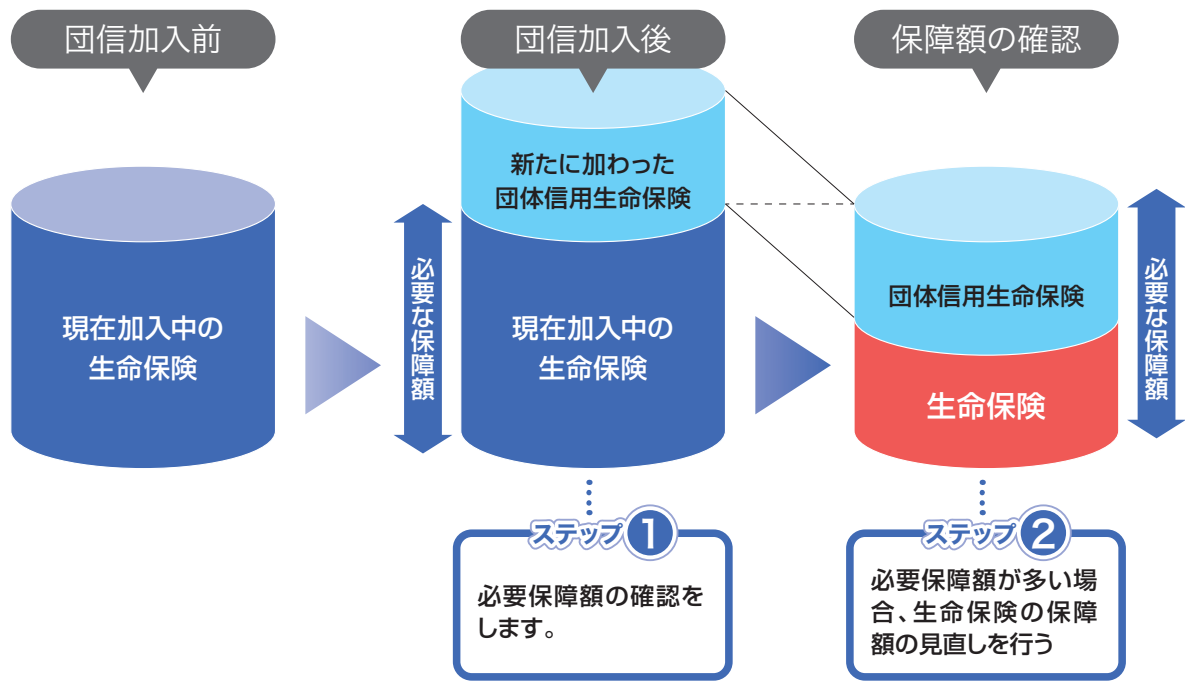 団信加入前
団信加入後
保障額の確認
現在加入中の
生命保険
必要な保障額
新たに加わった
団体信用生命保険
現在加入中の
生命保険
団体信用生命保険
生命保険
必要な保障額
ステップ1
必要保障額の確認を
します。
ステップ2
必要保障額が多い場
合、生命保険の保障
額の見直しを行う